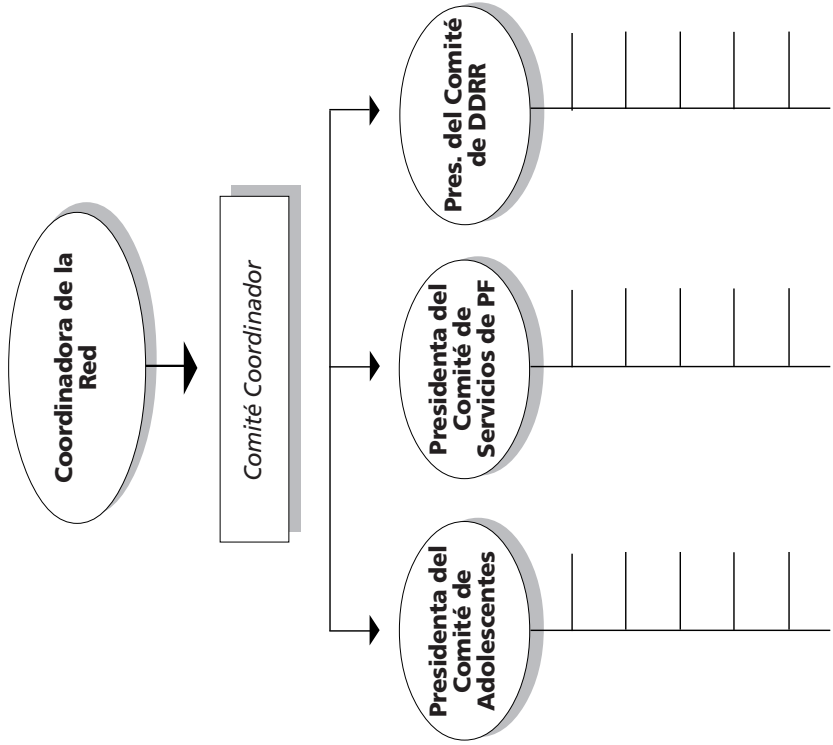 Coordinadora de la
Red
Comité Coordinador
Presidenta del
Comité de
Adolescentes
Presidenta del
Comité de
Servicios de PF
Pres. del Comité
de DDRR